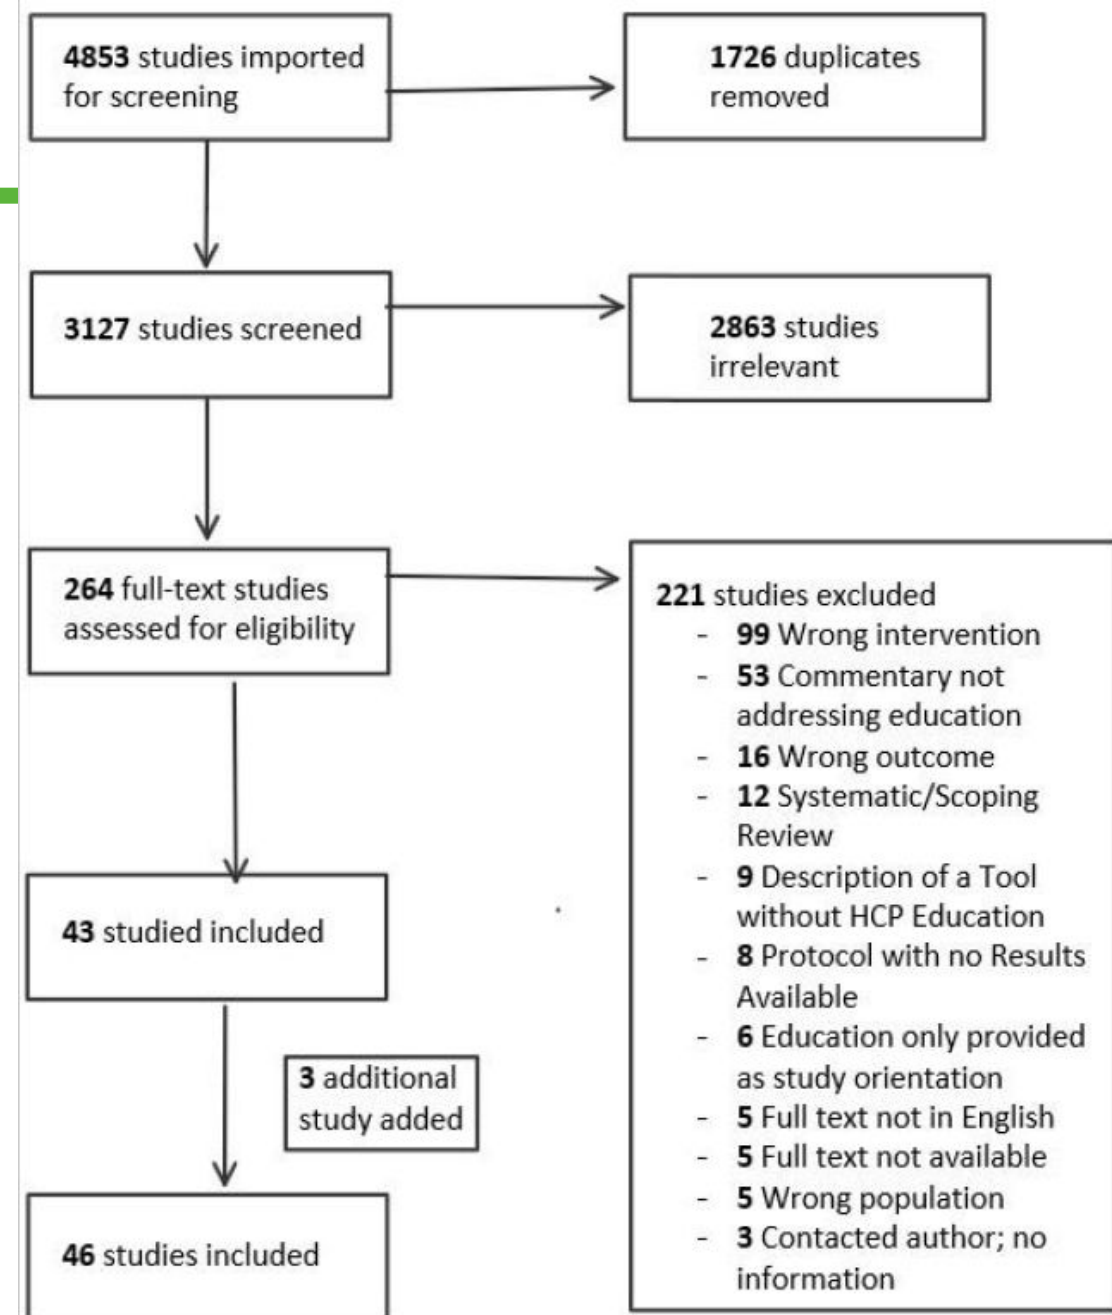 4853 studies imported
for screening
1726 duplicates
removed
3127 studies screened
2863 studies
irrelevant
264 full-text studies
assessed for eligibility
221 studies excluded
- 99 Wrong intervention
- 53 Commentary not
addressing education
- 16 Wrong outcome
- 12 Systematic/Scoping
Review
- 9 Description of a Tool
without HCP Education
- 8 Protocol with no Results
Available
- 6 Education only provided
as study orientation
- 5 Full text not in English
- 5 Full text not available
- 5 Wrong population
- 3 Contacted author; no
information
43 studied included
3 additional
study added
46 studies included